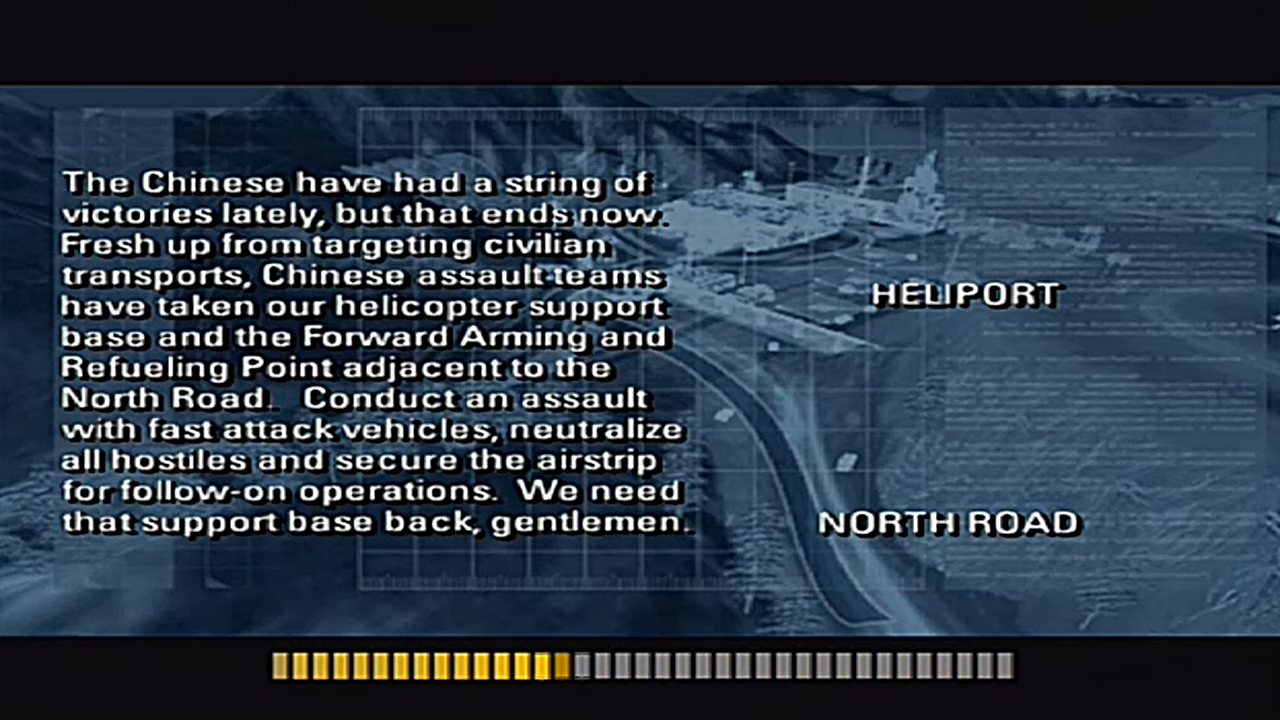 The Chinese have had a string of
victories lately, but that ends now.
Fresh up from targeting civilian
transports, Chinese assault teams
have taken our helicopter support
base and the Forward Arming and
Refueling Point adjacent to the
North Road. Conduct an assault
with fast attack vehicles, neutralize
all hostiles and secure the airstrip
for follow-on operations. We need
that support base back, gentlemen.
HELIPORT
NORTH ROAD